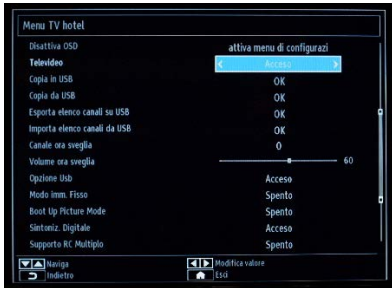 Menu TV hotel
Disattiva OSD attiva menu di configurazi
Televideo Acceso
Copia in USB OK
Copia da USB OK
Esporta elenco canali su USB OK
Importa elenco canali da USB OK
Canale ora sveglia 0
Volume ora sveglia 60
Opzione Usb Acceso
Modo imm. Fisso Spento
Boot Up Picture Mode Spento
Sintoniz. Digitale Acceso
Supporto RC Multiplo Spento
Naviga Modifica valore
Indietro Esci